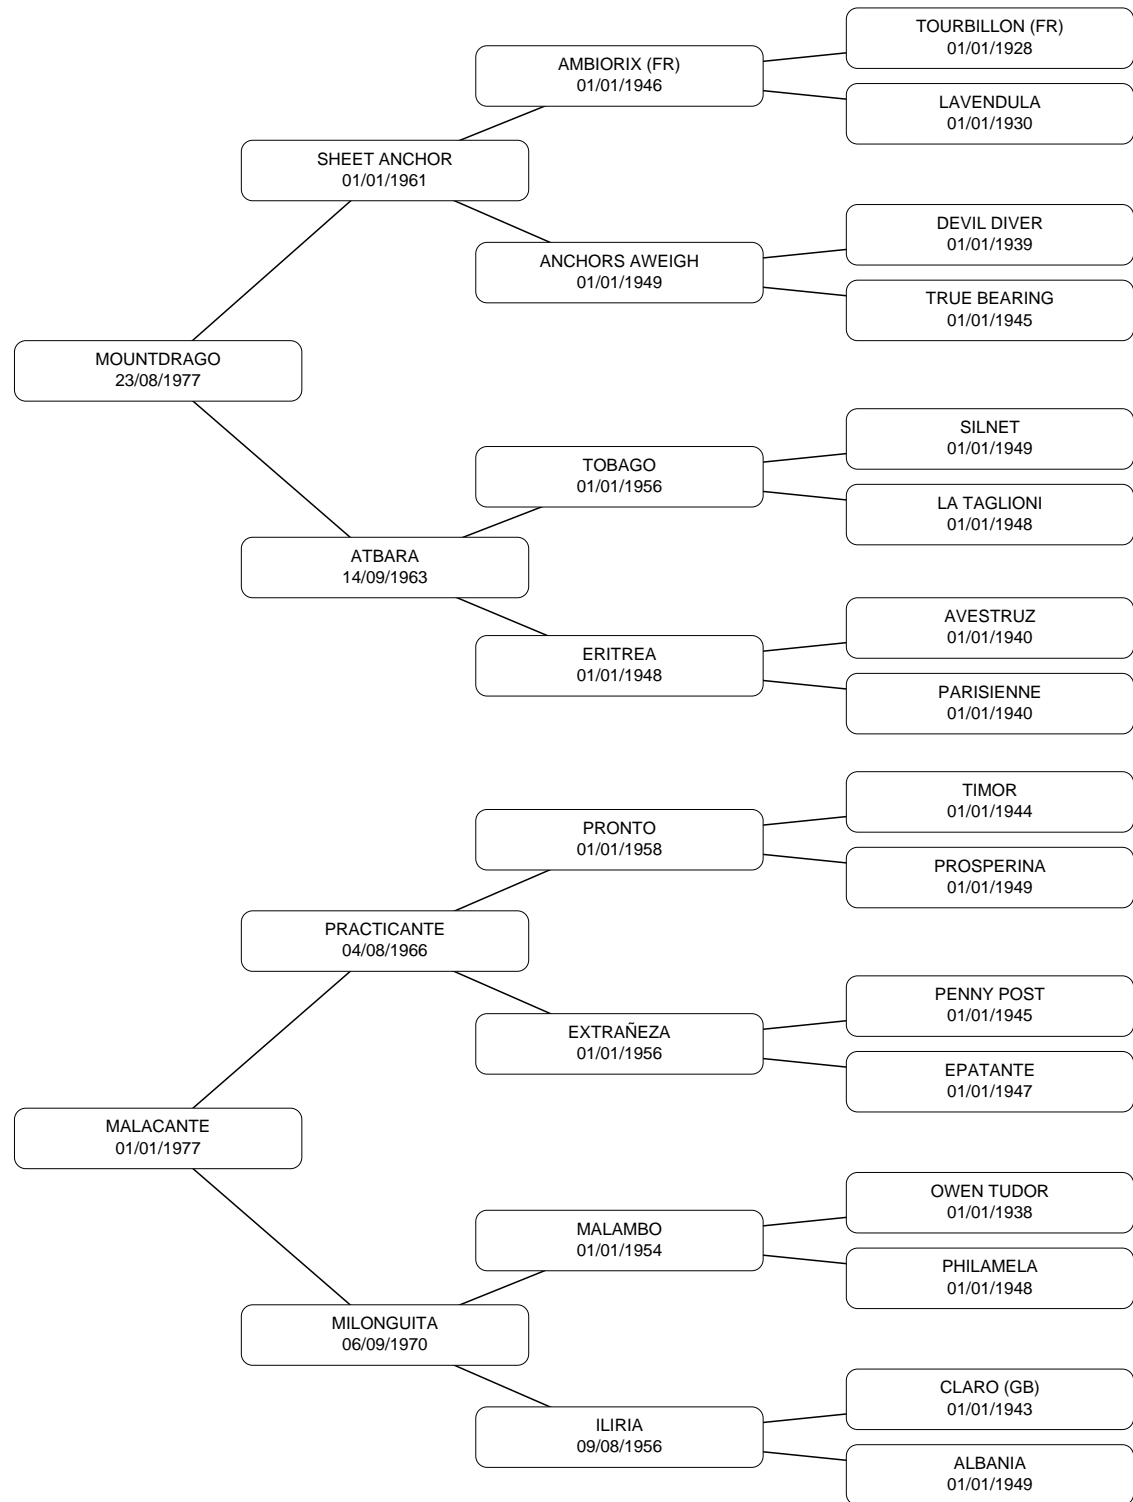 TOURBILLON (FR)
01/01/1928
AMBIORIX (FR)
01/01/1946
LAVENDULA
01/01/1930
SHEET ANCHOR
01/01/1961
DEVIL DIVER
01/01/1939
ANCHORS AWEIGH
01/01/1949
TRUE BEARING
01/01/1945
MOUNTDRAGO
23/08/1977
SILNET
01/01/1949
TOBAGO
01/01/1956
LA TAGLIONI
01/01/1948
ATBARA
14/09/1963
AVESTRUZ
01/01/1940
ERITREA
01/01/1948
PARISIENNE
01/01/1940
TIMOR
01/01/1944
PRONTO
01/01/1958
PROSPERINA
01/01/1949
PRACTICANTE
04/08/1966
PENNY POST
01/01/1945
EXTRAÑEZA
01/01/1956
EPATANTE
01/01/1947
MALACANTE
01/01/1977
OWEN TUDOR
01/01/1938
MALAMBO
01/01/1954
PHILAMELA
01/01/1948
MILONGUITA
06/09/1970
CLARO (GB)
01/01/1943
ILIRIA
09/08/1956
ALBANIA
01/01/1949